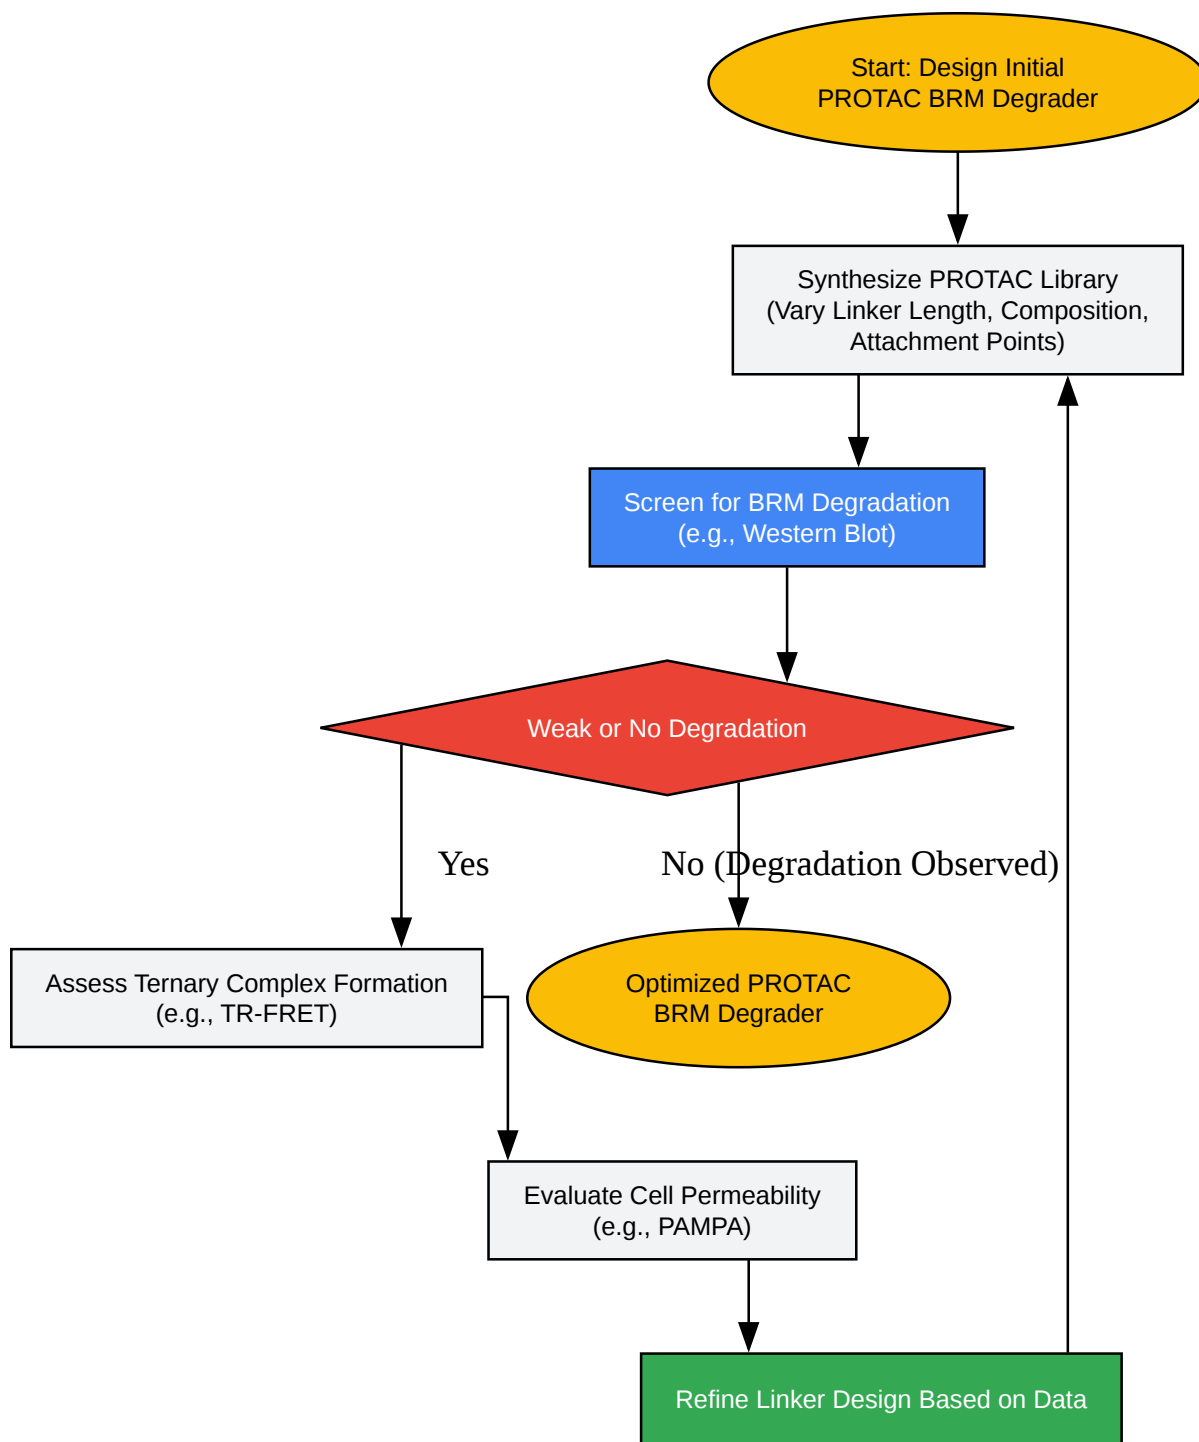 Start: Design Initial
PROTAC BRM Degrader
Synthesize PROTAC Library
(Vary Linker Length, Composition,
Attachment Points)
Screen for BRM Degradation
(e.g., Western Blot)
Weak or No Degradation
Yes
No (Degradation Observed)
Assess Ternary Complex Formation
(e.g., TR-FRET)
Optimized PROTAC
BRM Degrader
Evaluate Cell Permeability
(e.g., PAMPA)
Refine Linker Design Based on Data